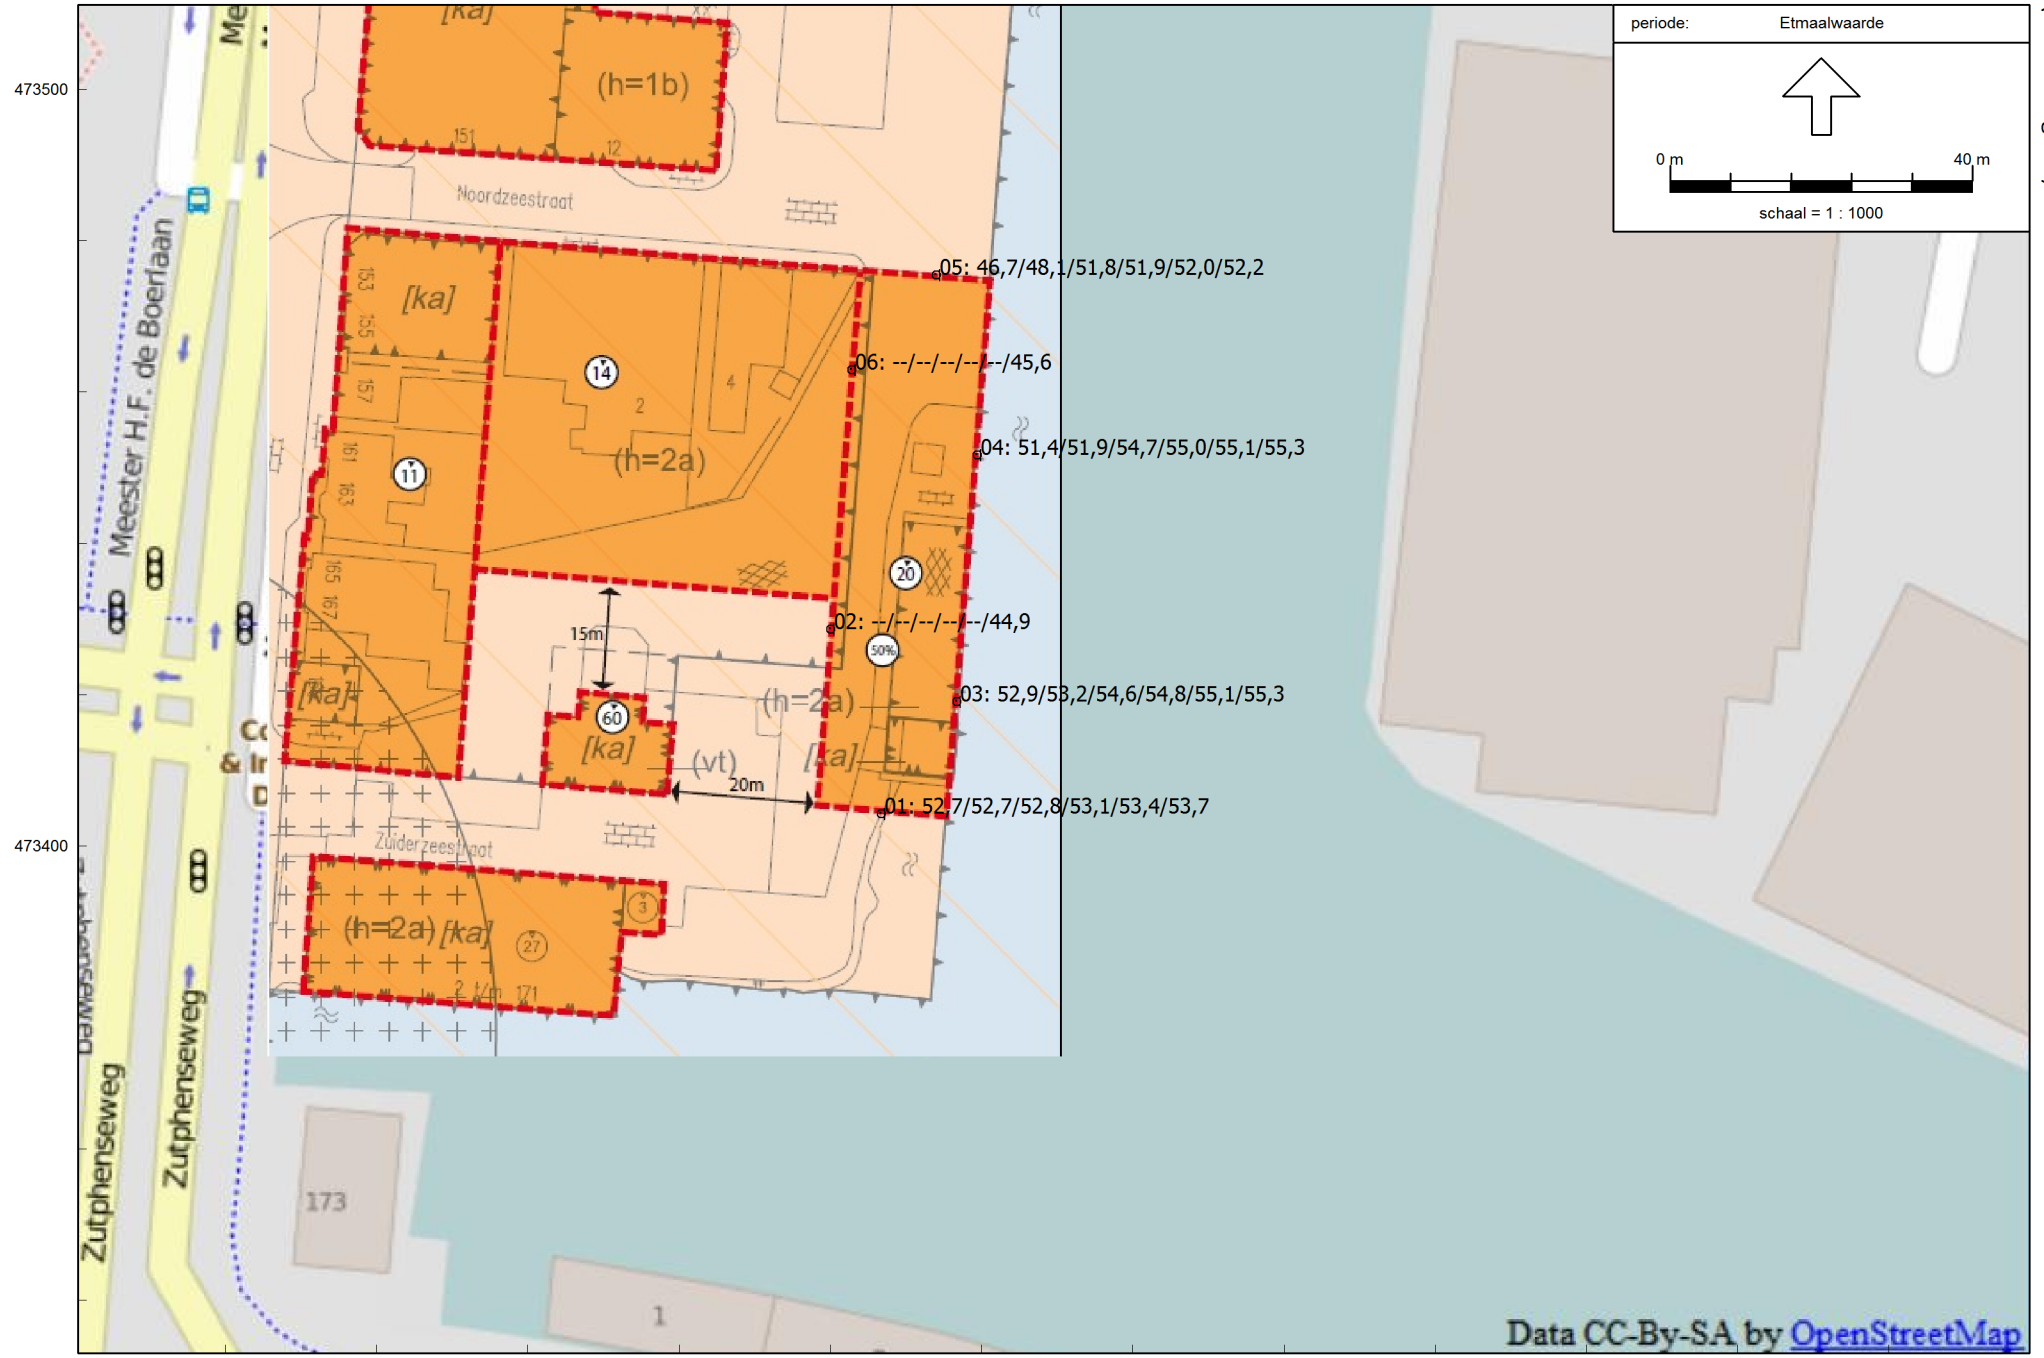 periode: Etmaalwaarde
0 m 40 m
schaal = 1 : 1000
473500
473400
Me
[ka]
(h=1b)
151
12
Noordzeestraat
Meester H.F. de Boerlaan
153
155
157
161
163
165
167
[ka]
14
2
4
(h=2a)
11
05: 46,7/48,1/51,8/51,9/52,0/52,2
06: --/--/--/--/--/45,6
04: 51,4/51,9/54,7/55,0/55,1/55,3
20
02: --/--/--/--/--/44,9
50%
15m
[ka]
(h=2a)
03: 52,9/53,2/54,6/54,8/55,1/55,3
60
[ka]
(vt)
[ka]
20m
01: 52,7/52,7/52,8/53,1/53,4/53,7
Co
& In
D
Zuiderzeestraat
3
(h=2a) [ka]
27
2 t/m 171
Zutphenseweg
Zutphenseweg
173
1
Data CC-By-SA by OpenStreetMap